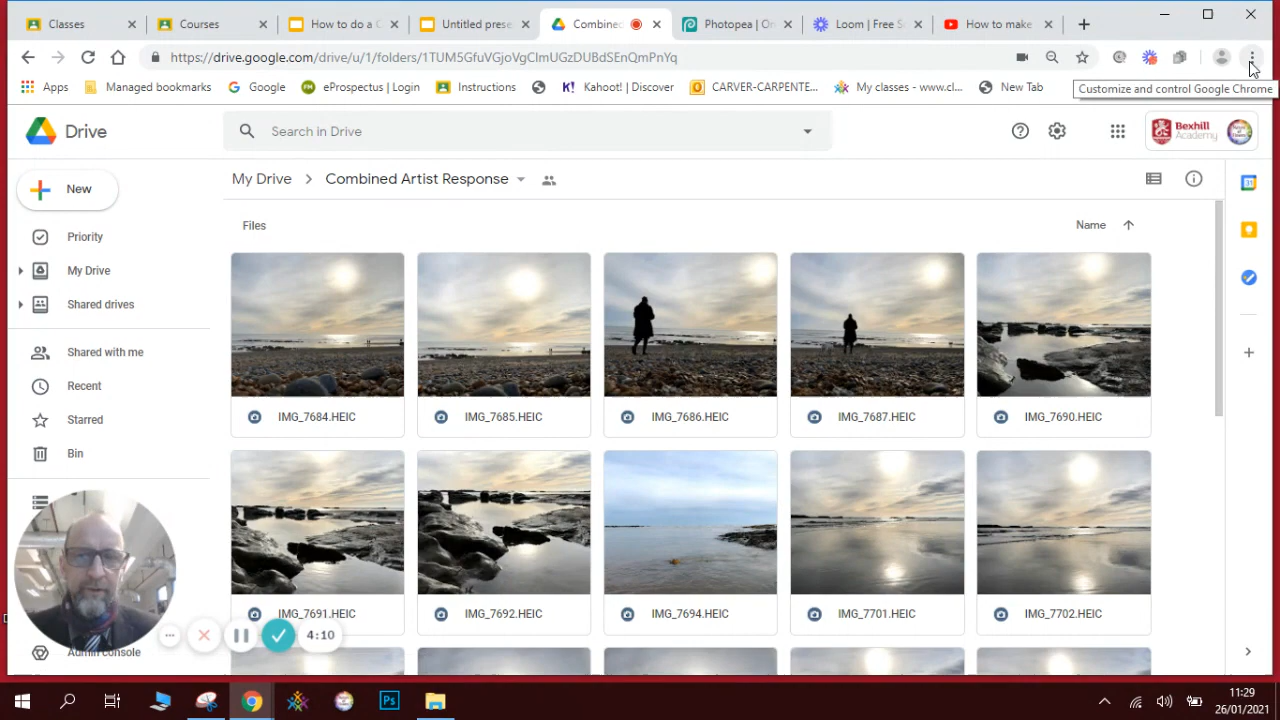 Classes
Courses
How to do a C
Untitled prese
Combined
Photopea | On
Loom | Free S
How to make
https://drive.google.com/drive/u/1/folders/1TUM5GfuVGjoVgClmUGzDUBdSEnQmPnYq
Apps
Managed bookmarks
Google
eProspectus | Login
Instructions
Kahoot! | Discover
CARVER-CARPENTE...
My classes - www.cl...
New Tab
Customize and control Google Chrome
Drive
Search in Drive
Bexhill
Academy
New
My Drive
Combined Artist Response
Priority
My Drive
Shared drives
Shared with me
Recent
Starred
Bin
Admin console
Files
Name
IMG_7684.HEIC
IMG_7685.HEIC
IMG_7686.HEIC
IMG_7687.HEIC
IMG_7690.HEIC
IMG_7691.HEIC
IMG_7692.HEIC
IMG_7694.HEIC
IMG_7701.HEIC
IMG_7702.HEIC
31
4:10
Ps
11:29
26/01/2021